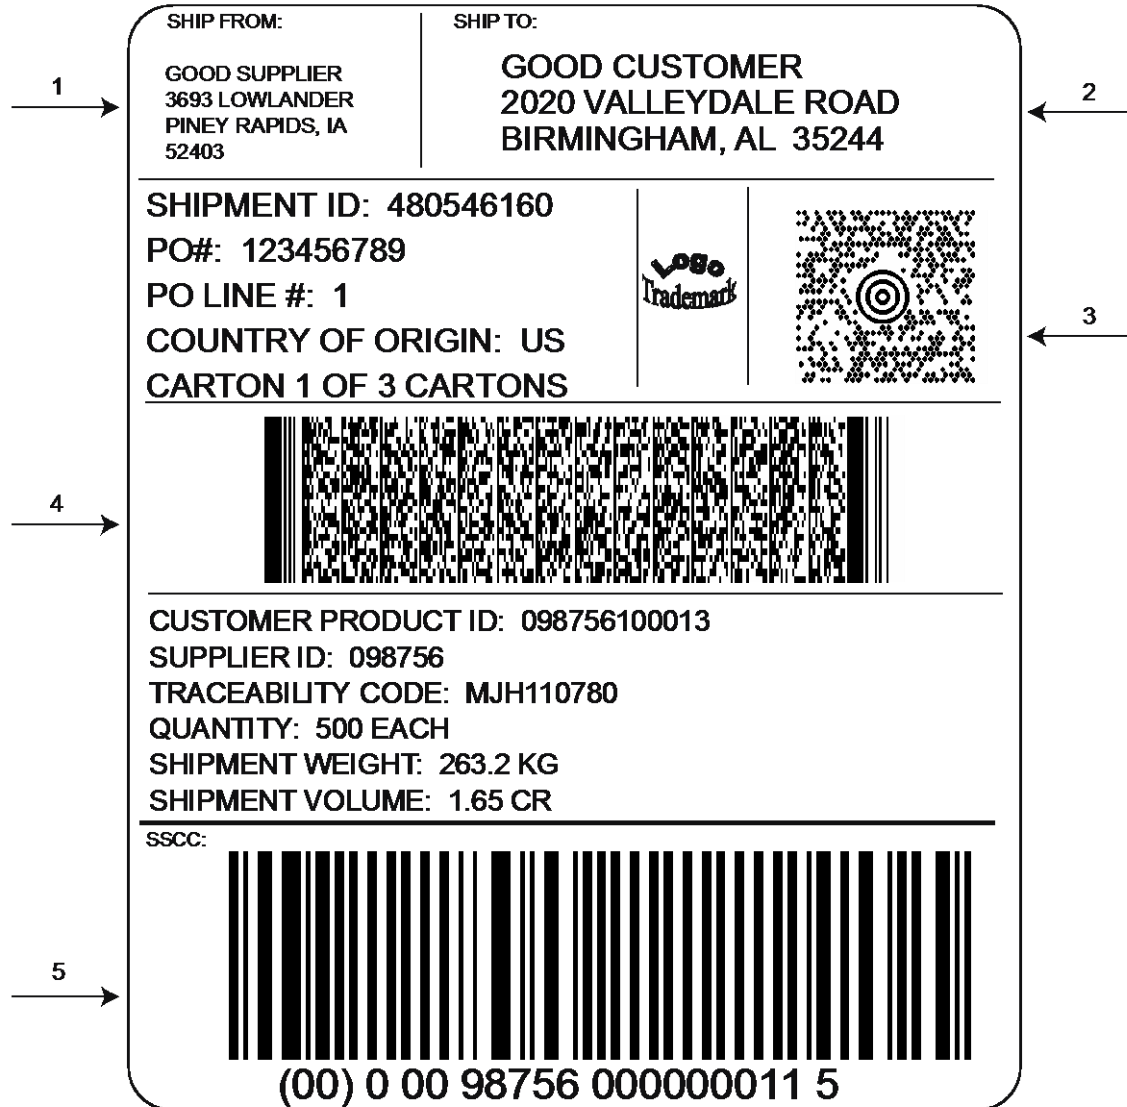 SHIP FROM:
GOOD SUPPLIER
3693 LOWLANDER
PINEY RAPIDS, IA
52403
SHIP TO:
GOOD CUSTOMER
2020 VALLEYDALE ROAD
BIRMINGHAM, AL 35244
1
2
SHIPMENT ID: 480546160
PO#: 123456789
PO LINE #: 1
COUNTRY OF ORIGIN: US
CARTON 1 OF 3 CARTONS
Logo
Trademark
3
4
CUSTOMER PRODUCT ID: 098756100013
SUPPLIER ID: 098756
TRACEABILITY CODE: MJH110780
QUANTITY: 500 EACH
SHIPMENT WEIGHT: 263.2 KG
SHIPMENT VOLUME: 1.65 CR
SSCC:
5
(00) 0 00 98756 000000011 5